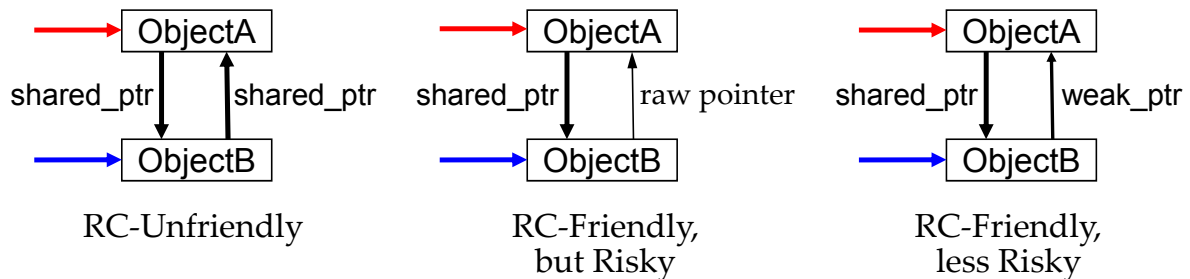 ObjectA
shared_ptr shared_ptr
ObjectB
RC-Unfriendly
ObjectA
shared_ptr raw pointer
ObjectB
RC-Friendly,
but Risky
ObjectA
shared_ptr weak_ptr
ObjectB
RC-Friendly,
less Risky